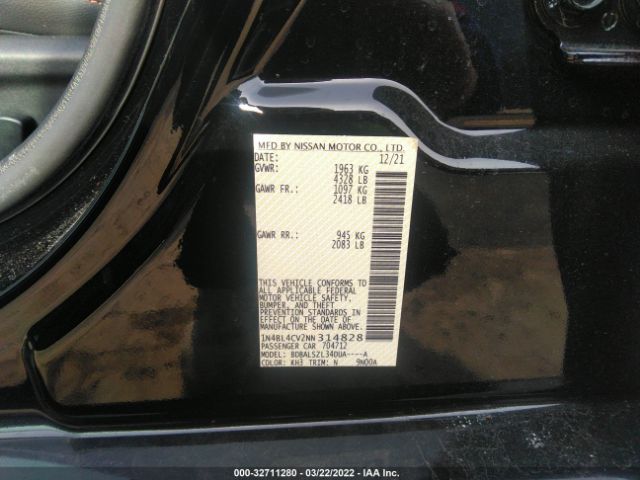 MFD BY NISSAN MOTOR CO., LTD.
DATE: 12/21
GVWR: 1963 KG
4328 LB
GAWR FR.: 1097 KG
2418 LB
GAWR RR.: 945 KG
2083 LB
THIS VEHICLE CONFORMS TO
ALL APPLICABLE FEDERAL
MOTOR VEHICLE SAFETY,
BUMPER, AND THEFT
PREVENTION STANDARDS IN
EFFECT ON THE DATE OF
MANUFACTURE SHOWN ABOVE
1N4BL4CV2NN314828
PASSENGER CAR 704712
MODEL: BDBALSZL34DUA----A
COLOR: KH3 TRIM: N 9N00A
000-32711280 - 03/22/2022 - IAA Inc.